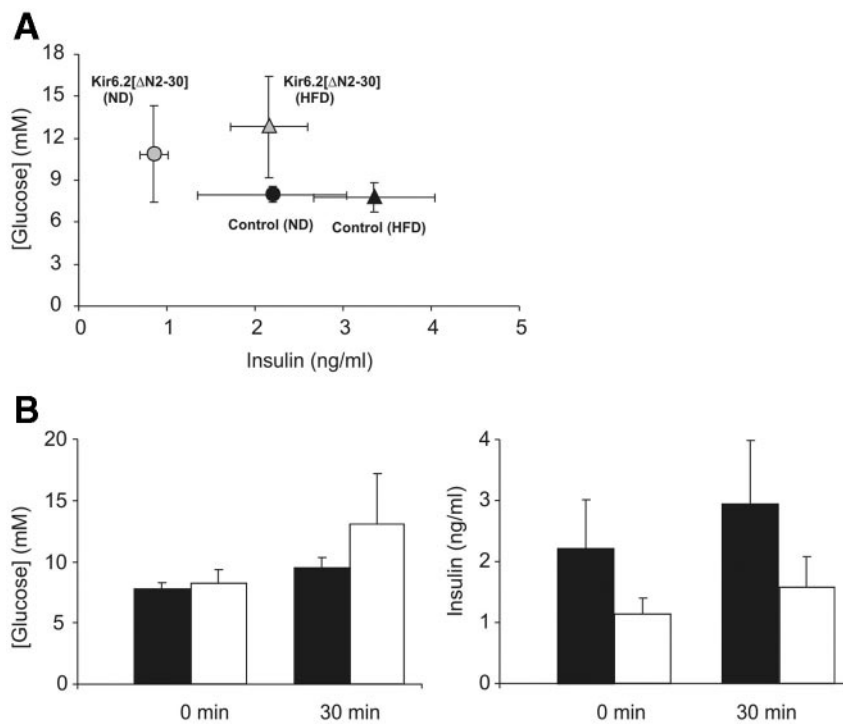 A
18
15
12
9
6
3
0
[Glucose] (mM)
Kir6.2[ΔN2-30]
(ND)
Kir6.2[ΔN2-30]
(HFD)
Control (ND)
Control (HFD)
0 1 2 3 4 5
Insulin (ng/ml)
B
20
15
10
5
0
[Glucose] (mM)
0 min 30 min
4
3
2
1
0
Insulin (ng/ml)
0 min 30 min